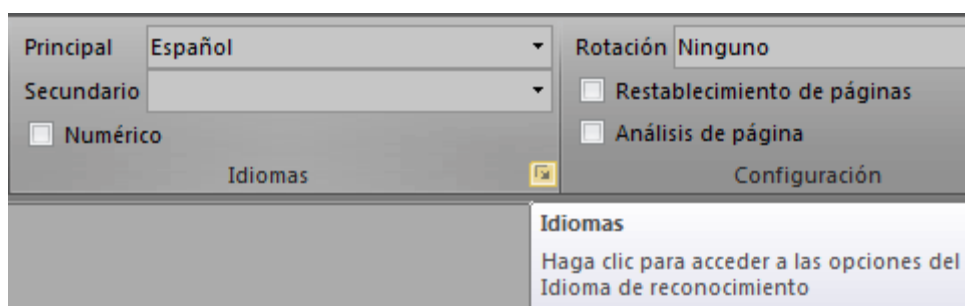 Principal Español Rotación Ninguno
Secundario Restablecimiento de páginas
Numérico Análisis de página
Idiomas Configuración
Idiomas
Haga clic para acceder a las opciones del
Idioma de reconocimiento